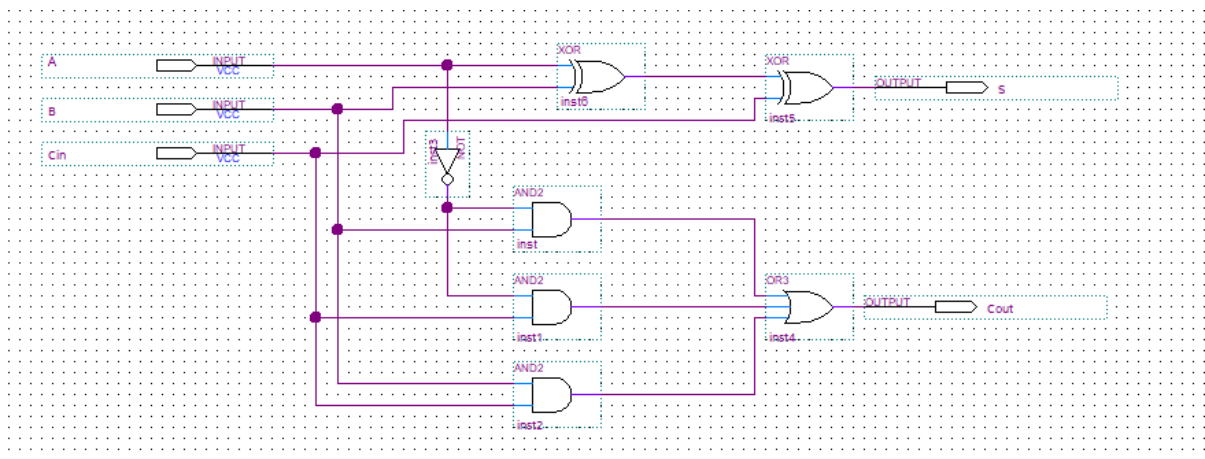 A
INPUT
VCC
B
INPUT
VCC
Cin
INPUT
VCC
XOR
inst6
XOR
inst5
OUTPUT
s
inst3
NOT
AND2
inst
AND2
inst1
AND2
inst2
OR3
inst4
OUTPUT
Cout